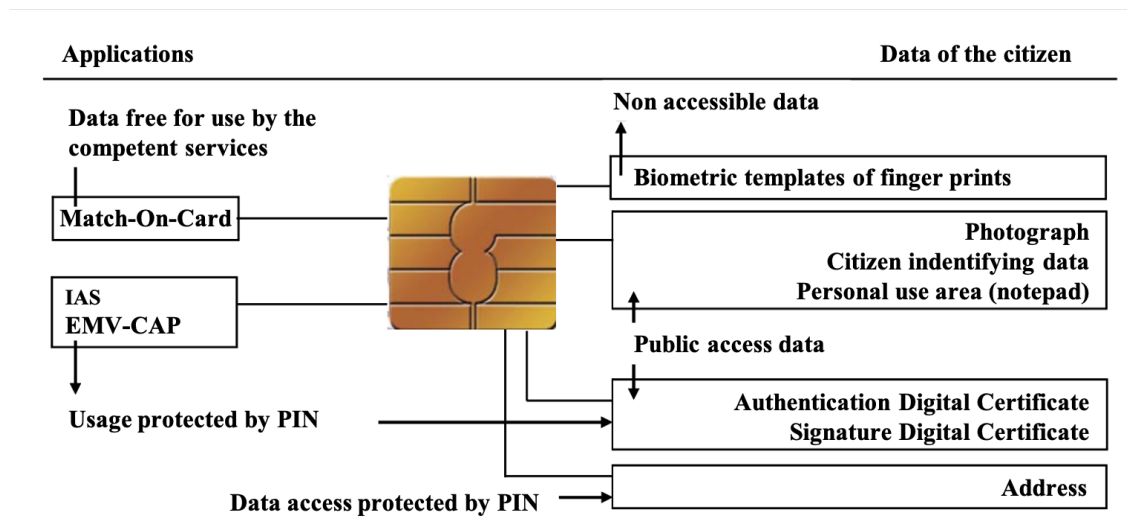 Applications
Data of the citizen
Data free for use by the
competent services
Match-On-Card
IAS
EMV-CAP
Usage protected by PIN
Non accessible data
Biometric templates of finger prints
Photograph
Citizen indentifying data
Personal use area (notepad)
Public access data
Authentication Digital Certificate
Signature Digital Certificate
Address
Data access protected by PIN